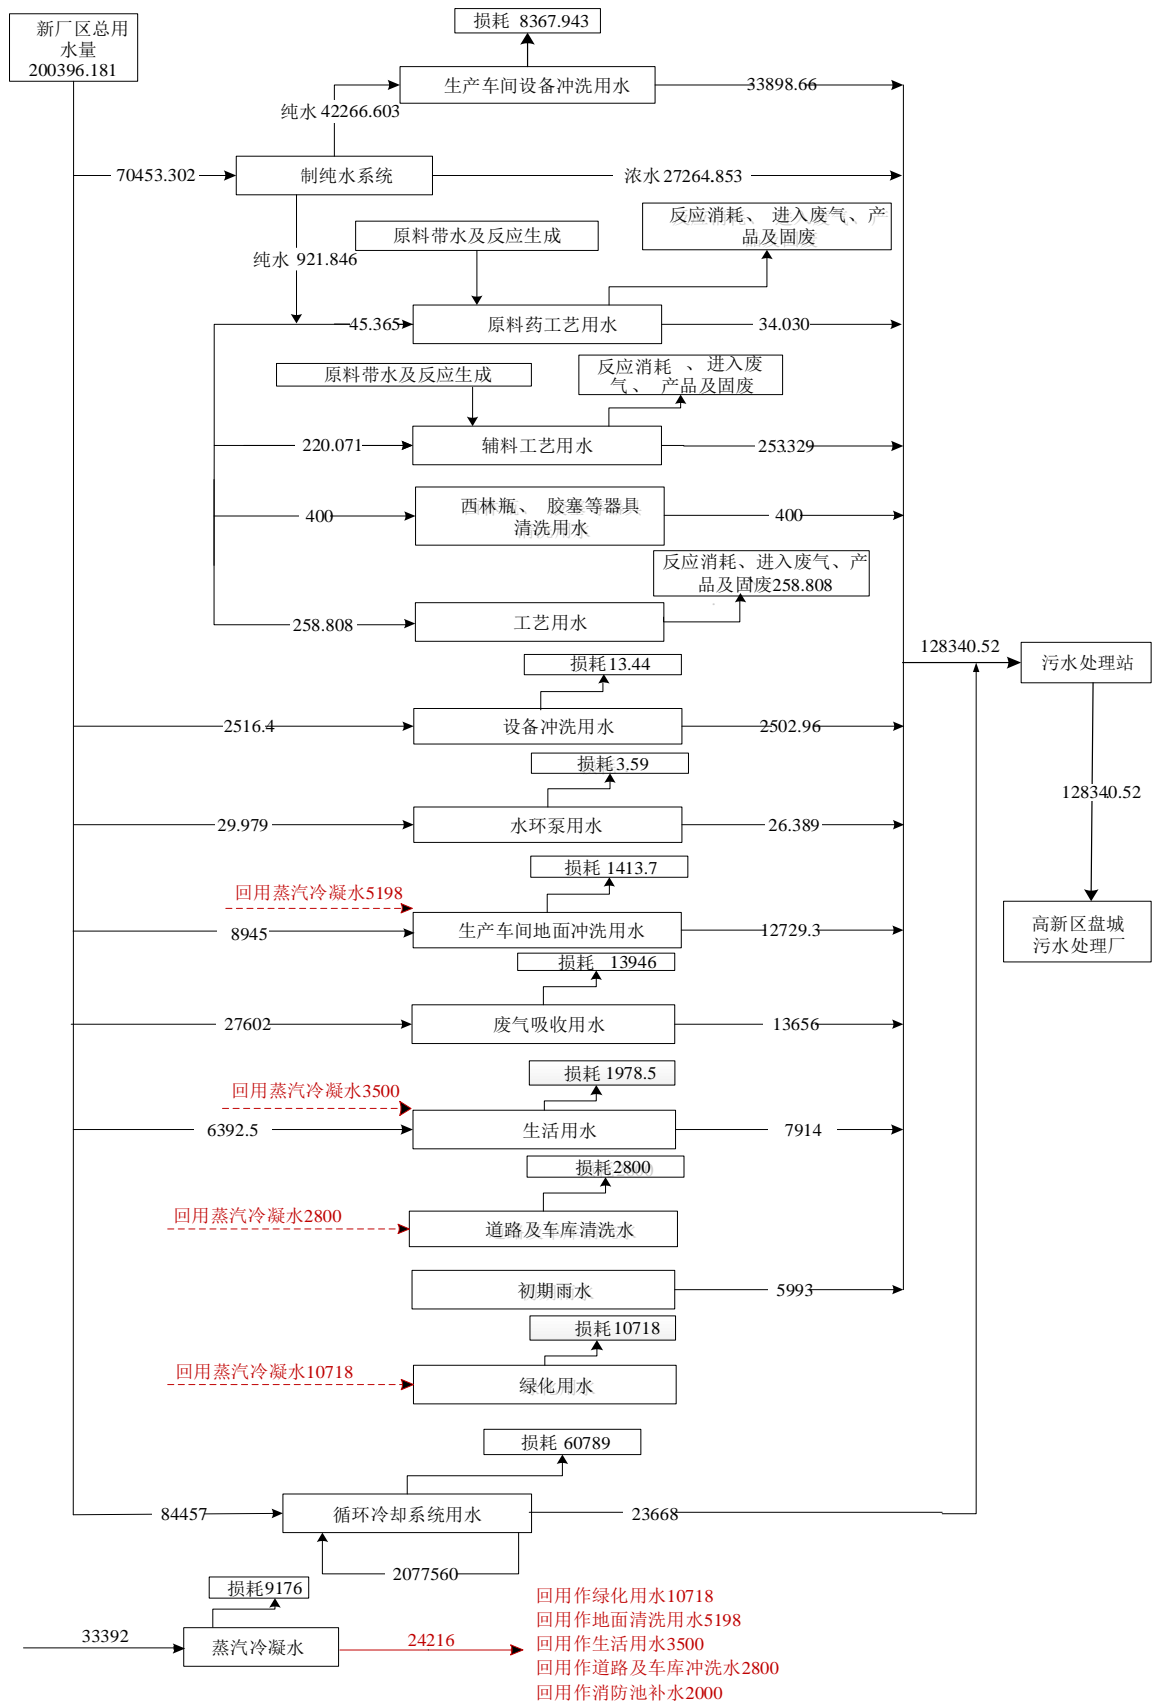 新厂区总用
水量
200396.181
损耗 8367.943
生产车间设备冲洗用水
33898.66
纯水 42266.603
70453.302
制纯水系统
浓水 27264.853
反应消耗、 进入废气、产
品及固废
原料带水及反应生成
纯水 921.846
45.365
原料药工艺用水
34.030
反应消耗 、进入废
气、 产品及固废
原料带水及反应生成
220.071
辅料工艺用水
253.329
400
西林瓶、 胶塞等器具
清洗用水
400
反应消耗、进入废气、产
品及固废258.808
258.808
工艺用水
128340.52
污水处理站
损耗13.44
2516.4
设备冲洗用水
2502.96
损耗3.59
128340.52
29.979
水环泵用水
26.389
损耗 1413.7
回用蒸汽冷凝水5198
8945
生产车间地面冲洗用水
12729.3
高新区盘城
污水处理厂
损耗 13946
27602
废气吸收用水
13656
损耗 1978.5
回用蒸汽冷凝水3500
6392.5
生活用水
7914
损耗2800
回用蒸汽冷凝水2800
道路及车库清洗水
初期雨水
5993
损耗10718
回用蒸汽冷凝水10718
绿化用水
损耗 60789
84457
循环冷却系统用水
23668
2077560
损耗9176
33392
蒸汽冷凝水
24216
回用作绿化用水10718
回用作地面清洗用水5198
回用作生活用水3500
回用作道路及车库冲洗水2800
回用作消防池补水2000